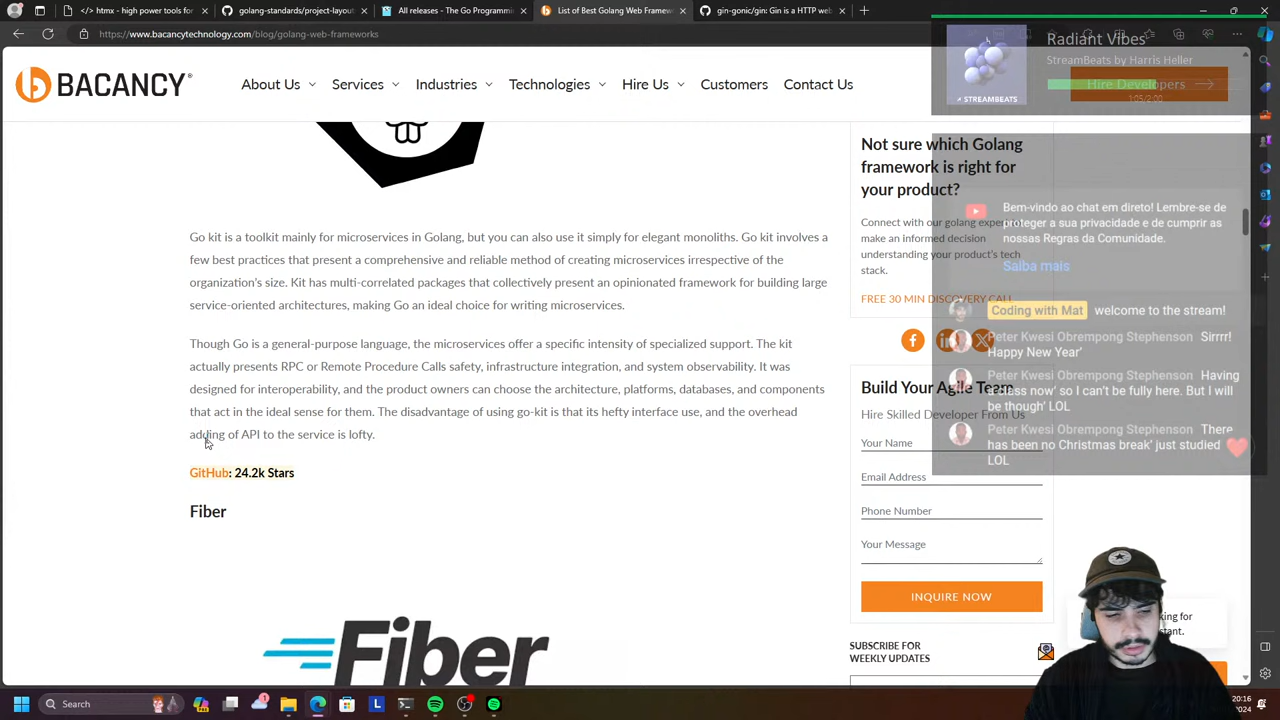 htmx - high power tools for
golang-standards/project-layou
All releases - The Go Programmi
List of Best Golang Web Framew
gin-gonic/gin: Gin is a HTTP web
https://www.bacancytechnology.com/blog/golang-web-frameworks
BACANCY
About Us
Services
Industries
Technologies
Hire Us
Customers
Contact Us
Hire Developers
Radiant Vibes
StreamBeats by Harris Heller
STREAMBEATS
1:05/2:00
Go kit is a toolkit mainly for microservices in Golang, but you can also use it simply for elegant monoliths. Go kit involves a
few best practices that present a comprehensive and reliable method of creating microservices irrespective of the
organization's size. Kit has multi-correlated packages that collectively present an opinionated framework for building large
service-oriented architectures, making Go an ideal choice for writing microservices.
Though Go is a general-purpose language, the microservices offer a specific intensity of specialized support. The kit
actually presents RPC or Remote Procedure Calls safety, infrastructure integration, and system observability. It was
designed for interoperability, and the product owners can choose the architecture, platforms, databases, and components
that act in the ideal sense for them. The disadvantage of using go-kit is that its hefty interface use, and the overhead
adding of API to the service is lofty.
GitHub: 24.2k Stars
Fiber
Fiber
Not sure which Golang
framework is right for
your product?
Connect with our golang experts
make an informed decision
understanding your product's tech
stack.
FREE 30 MIN DISCOVERY CALL
Build Your Agile Team
Hire Skilled Developer From Us
Your Name
Email Address
Phone Number
Your Message
INQUIRE NOW
SUBSCRIBE FOR
WEEKLY UPDATES
Bem-vindo ao chat em direto! Lembre-se de
proteger a sua privacidade e de cumprir as
nossas Regras da Comunidade.
Saiba mais
Coding with Mat welcome to the stream!
Peter Kwesi Obrempong Stephenson Sirrr!
Happy New Year'
Peter Kwesi Obrempong Stephenson Having
a class now' so I can't be fully here. But I will
be though' LOL
Peter Kwesi Obrempong Stephenson There
has been no Christmas break' just studied
LOL
king for
stant.
Search
20:16
2024